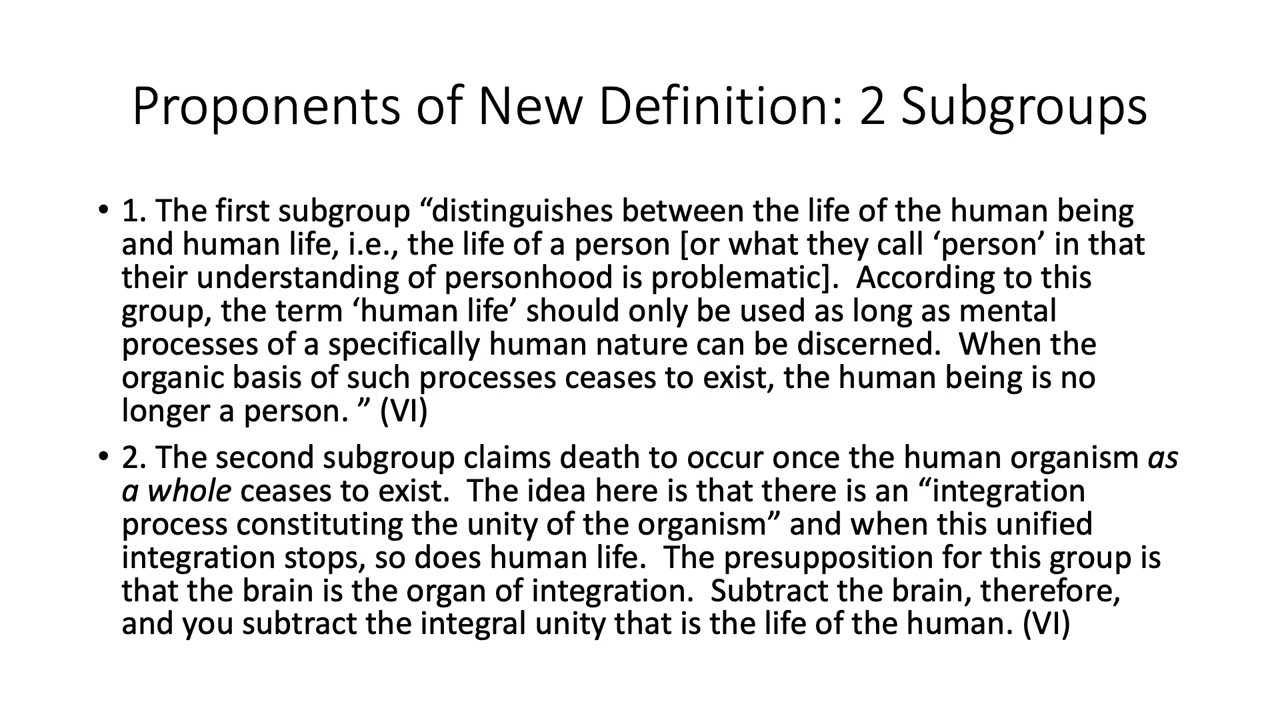 Proponents of New Definition: 2 Subgroups
• 1. The first subgroup “distinguishes between the life of the human being
and human life, i.e., the life of a person [or what they call ‘person’ in that
their understanding of personhood is problematic].  According to this
group, the term ‘human life’ should only be used as long as mental
processes of a specifically human nature can be discerned.  When the
organic basis of such processes ceases to exist, the human being is no
longer a person. ” (VI)
• 2. The second subgroup claims death to occur once the human organism as
a whole ceases to exist.  The idea here is that there is an “integration
process constituting the unity of the organism” and when this unified
integration stops, so does human life.  The presupposition for this group is
that the brain is the organ of integration.  Subtract the brain, therefore,
and you subtract the integral unity that is the life of the human. (VI)